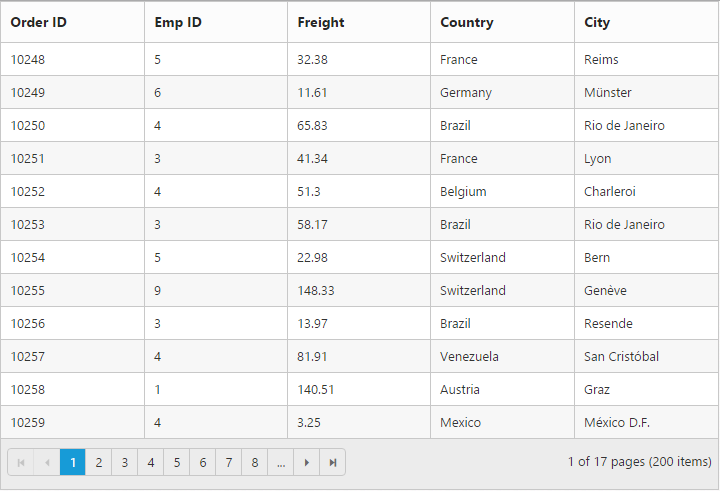 Order ID Emp ID Freight Country City
10248 5 32.38 France Reims
10249 6 11.61 Germany Münster
10250 4 65.83 Brazil Rio de Janeiro
10251 3 41.34 France Lyon
10252 4 51.3 Belgium Charleroi
10253 3 58.17 Brazil Rio de Janeiro
10254 5 22.98 Switzerland Bern
10255 9 148.33 Switzerland Genève
10256 3 13.97 Brazil Resende
10257 4 81.91 Venezuela San Cristóbal
10258 1 140.51 Austria Graz
10259 4 3.25 Mexico México D.F.
1 2 3 4 5 6 7 8 ... 1 of 17 pages (200 items)